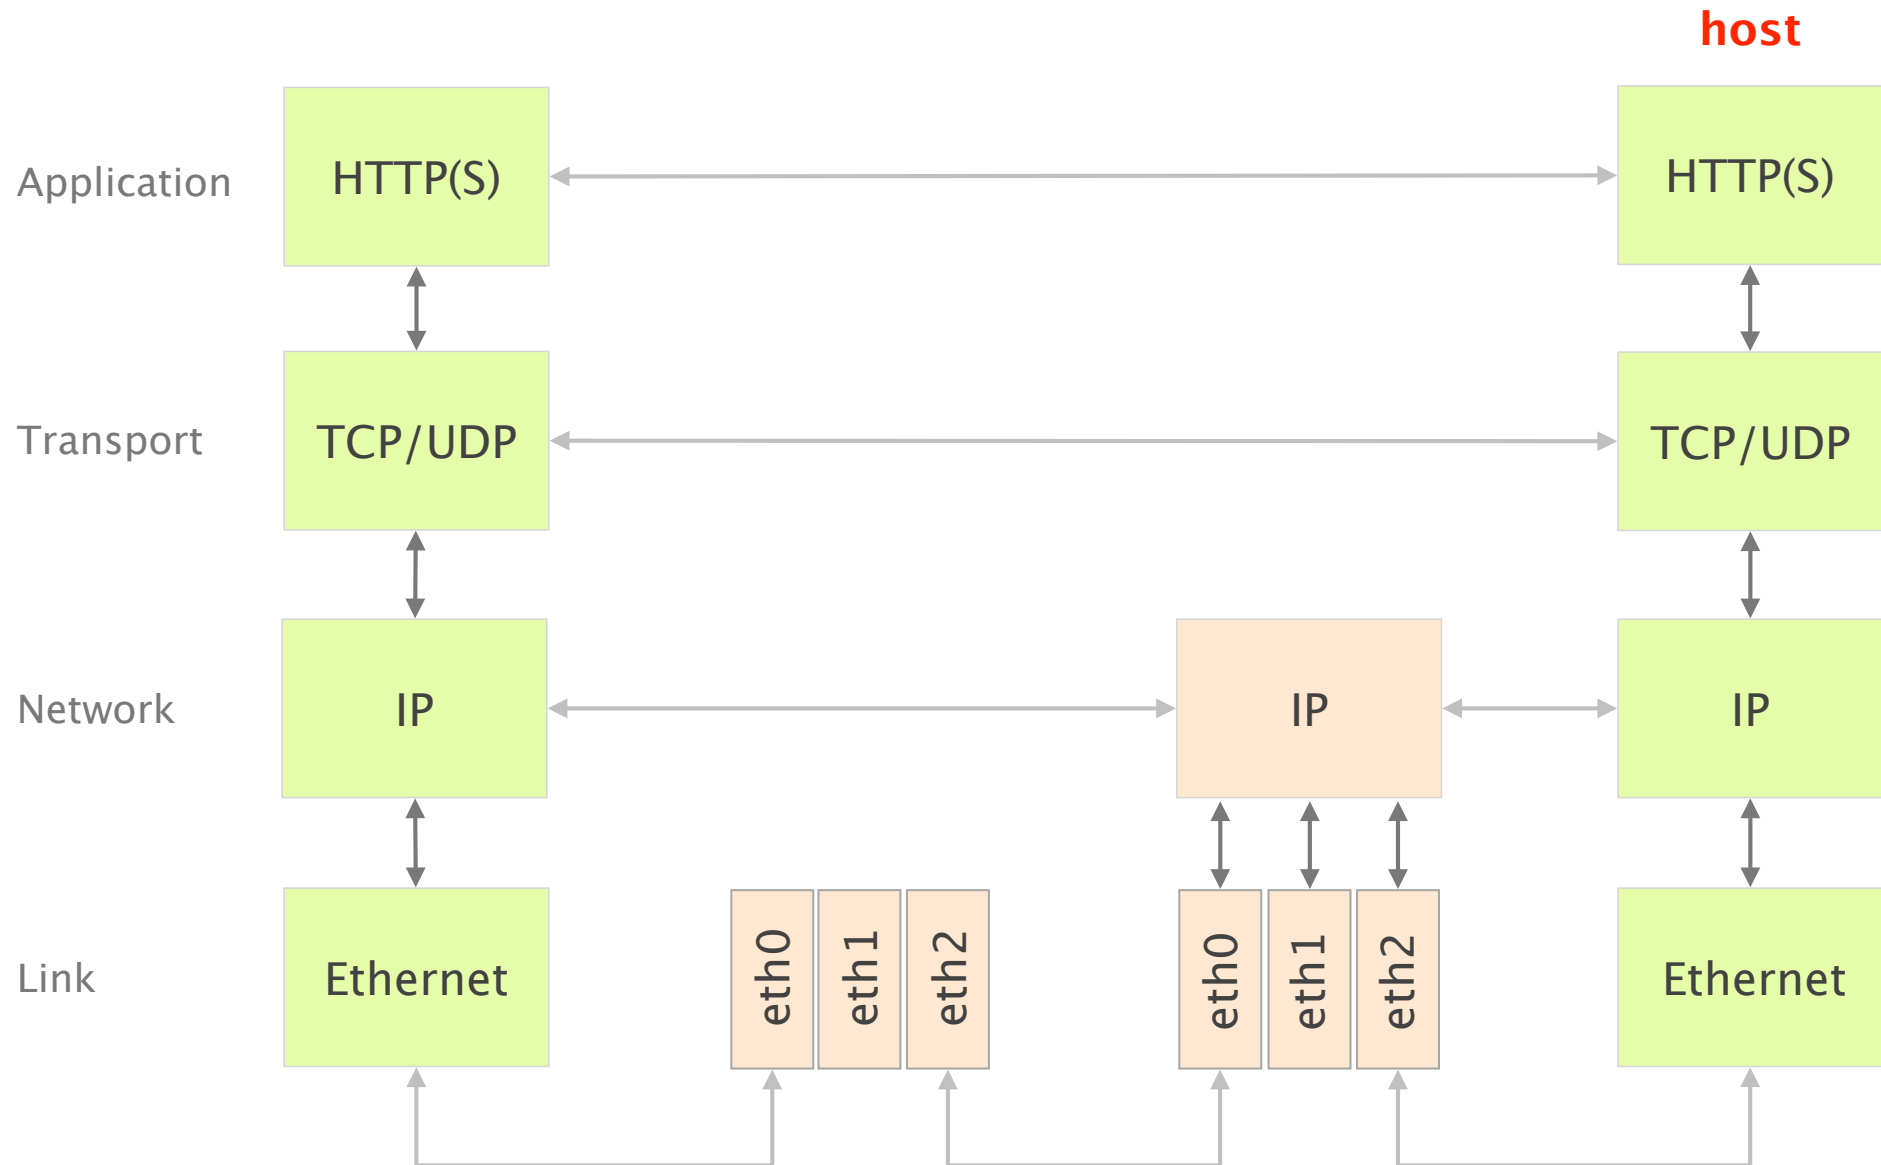 host
Application
HTTP(S)
HTTP(S)
Transport
TCP/UDP
TCP/UDP
Network
IP
IP
IP
Link
Ethernet
eth0
eth1
eth2
eth0
eth1
eth2
Ethernet